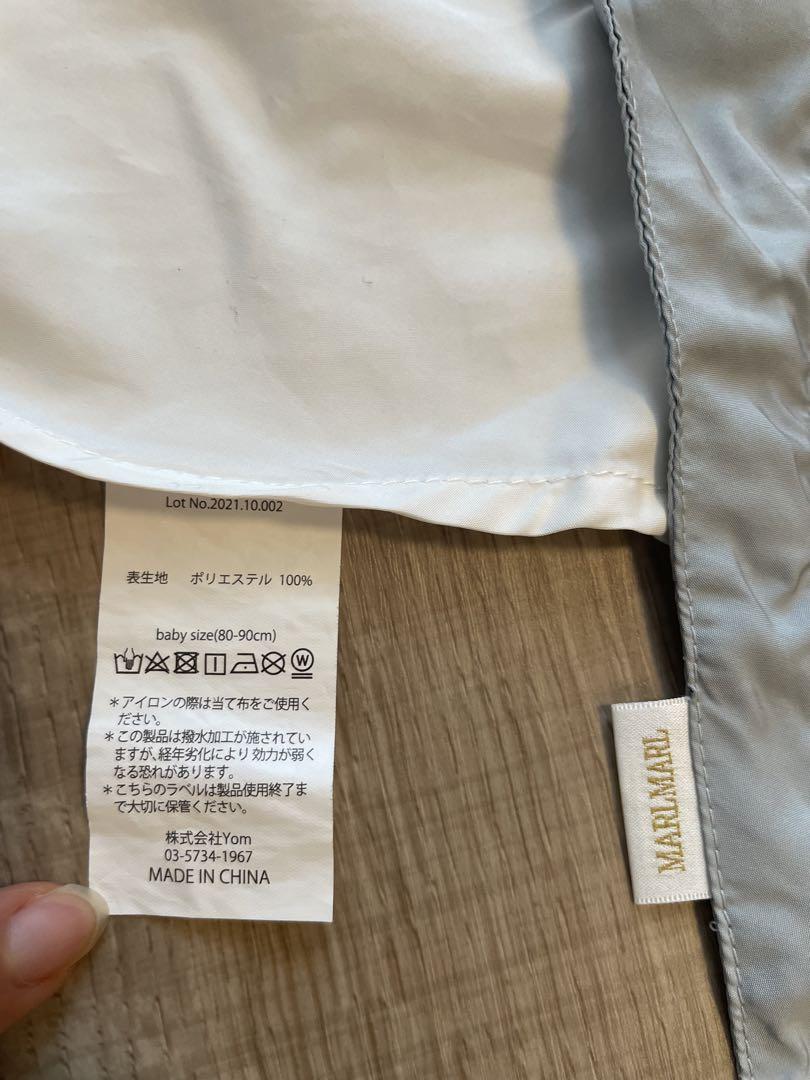 Lot No.2021.10.002
表生地 ポリエステル 100%
baby size(80-90cm)
W
＊アイロンの際は当て布をご使用く
ださい。
＊この製品は撥水加工が施されてい
ますが、経年劣化により 効力が弱く
なる恐れがあります。
＊こちらのラベルは製品使用終了ま
で大切に保管ください。
株式会社Yom
03-5734-1967
MADE IN CHINA
MARLMARL